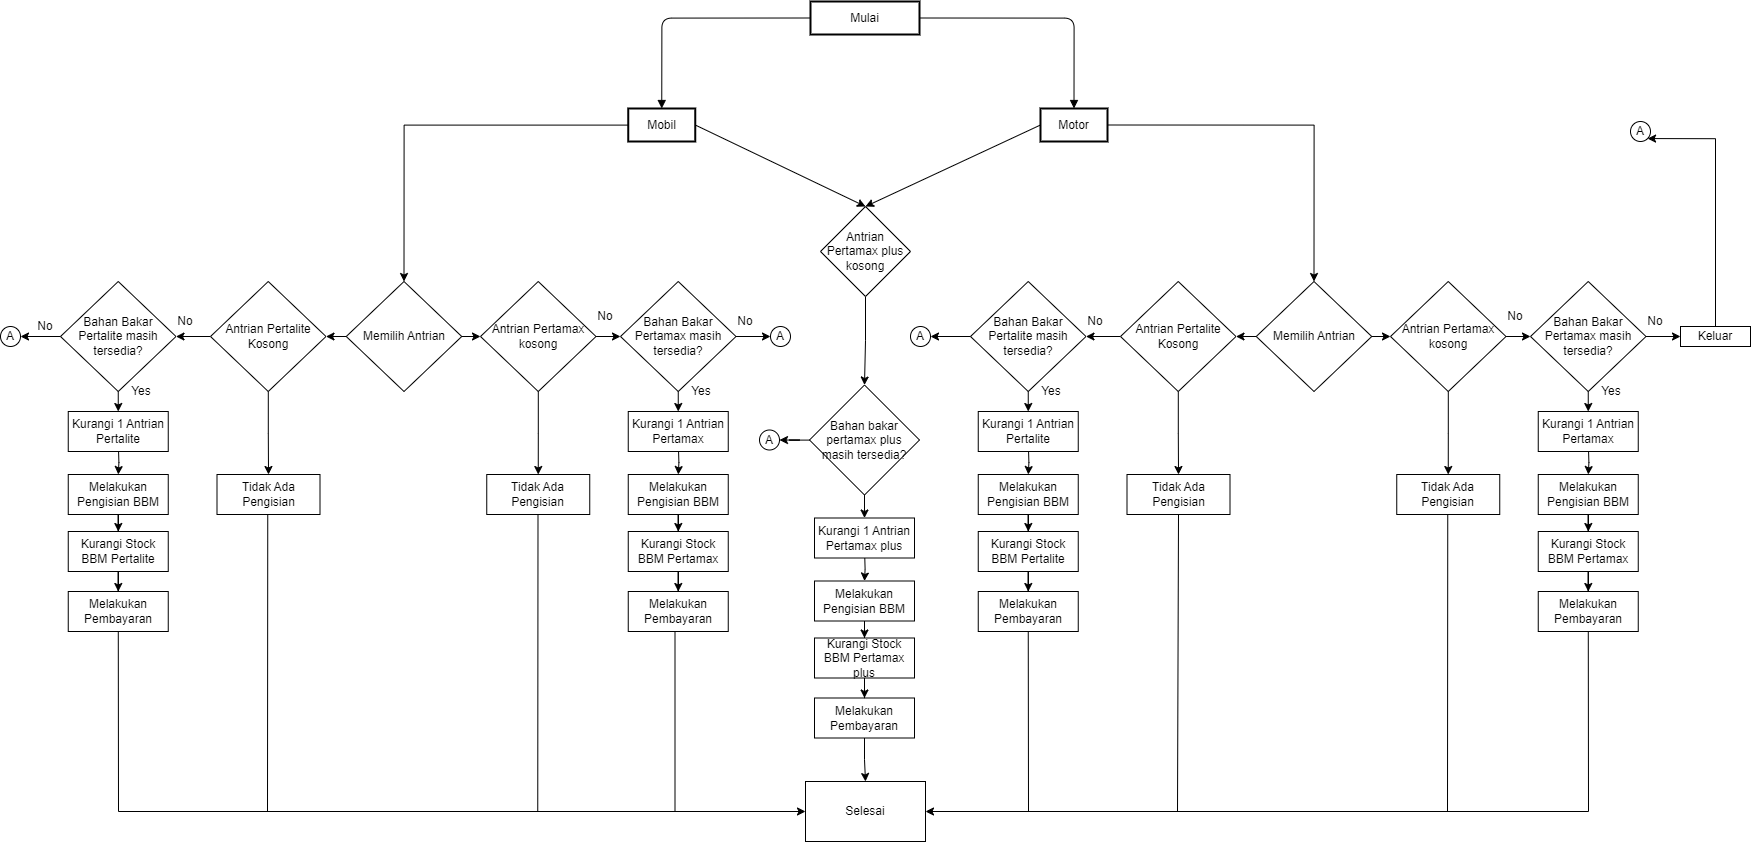 Mulai
Mobil
Motor
A
Antrian
Pertamax plus
kosong
A
No
Bahan Bakar
Pertalite masih
tersedia?
No
Antrian Pertalite
Kosong
Memilih Antrian
Antrian Pertamax
kosong
No
Bahan Bakar
Pertamax masih
tersedia?
No
A
A
Bahan Bakar
Pertalite masih
tersedia?
No
Antrian Pertalite
Kosong
Memilih Antrian
Antrian Pertamax
kosong
No
Bahan Bakar
Pertamax masih
tersedia?
No
Keluar
Yes
Yes
Yes
Yes
Kurangi 1 Antrian
Pertalite
Kurangi 1 Antrian
Pertamax
A
Bahan bakar
pertamax plus
masih tersedia?
Kurangi 1 Antrian
Pertalite
Kurangi 1 Antrian
Pertamax
Melakukan
Pengisian BBM
Tidak Ada
Pengisian
Tidak Ada
Pengisian
Melakukan
Pengisian BBM
Melakukan
Pengisian BBM
Tidak Ada
Pengisian
Tidak Ada
Pengisian
Melakukan
Pengisian BBM
Kurangi Stock
BBM Pertalite
Kurangi Stock
BBM Pertamax
Kurangi 1 Antrian
Pertamax plus
Kurangi Stock
BBM Pertalite
Kurangi Stock
BBM Pertamax
Melakukan
Pembayaran
Melakukan
Pembayaran
Melakukan
Pengisian BBM
Melakukan
Pembayaran
Melakukan
Pembayaran
Kurangi Stock
BBM Pertamax
plus
Melakukan
Pembayaran
Selesai